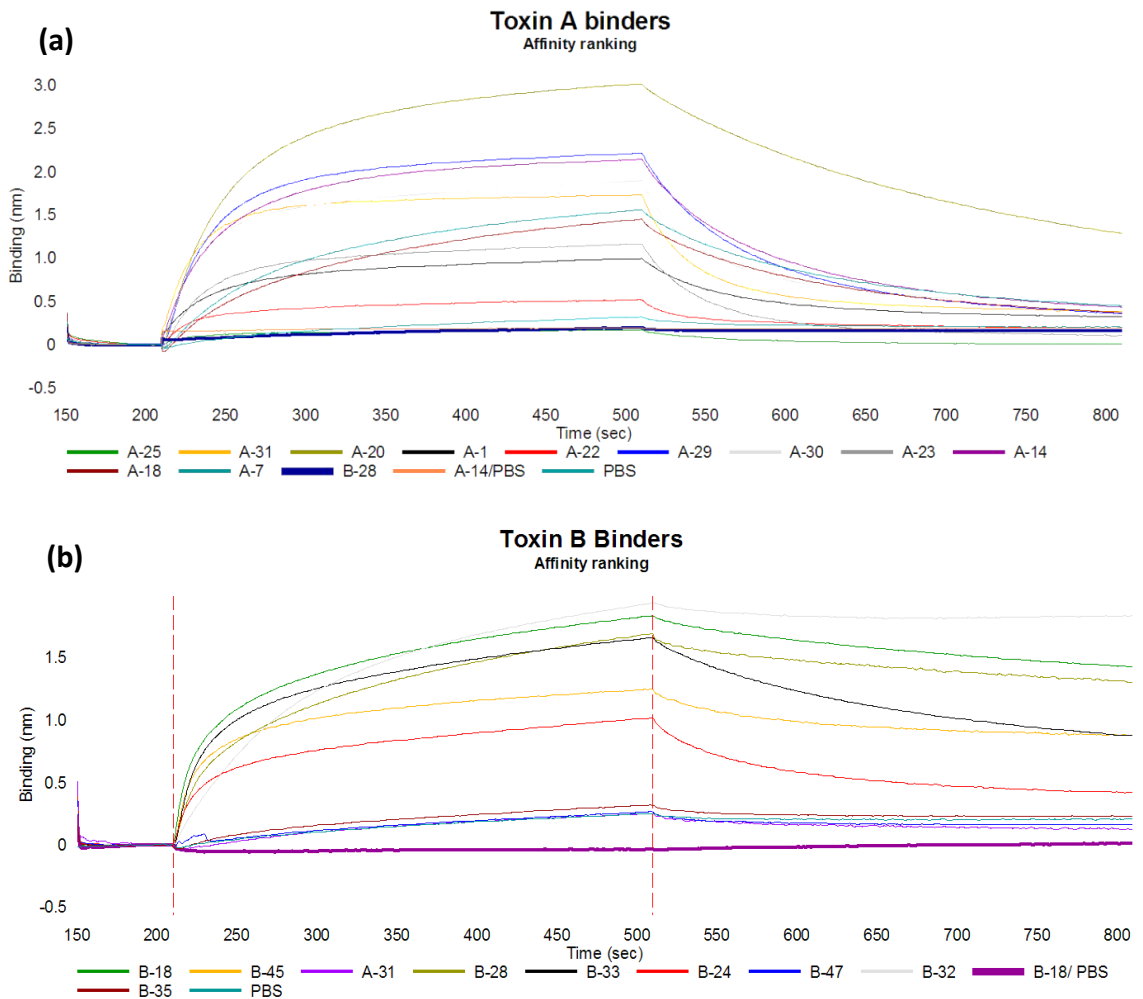 (a)
Toxin A binders
Affinity ranking
Binding (nm)
3.0
2.5
2.0
1.5
1.0
0.5
0
-0.5
150 200 250 300 350 400 450 500 550 600 650 700 750 800
Time (sec)
A-25 A-31 A-20 A-1 A-22 A-29 A-30 A-23 A-14
A-18 A-7 B-28 A-14/PBS PBS
(b)
Toxin B Binders
Affinity ranking
Binding (nm)
1.5
1.0
0.5
0
-0.5
150 200 250 300 350 400 450 500 550 600 650 700 750 800
Time (sec)
B-18 B-45 A-31 B-28 B-33 B-24 B-47 B-32 B-18/ PBS
B-35 PBS